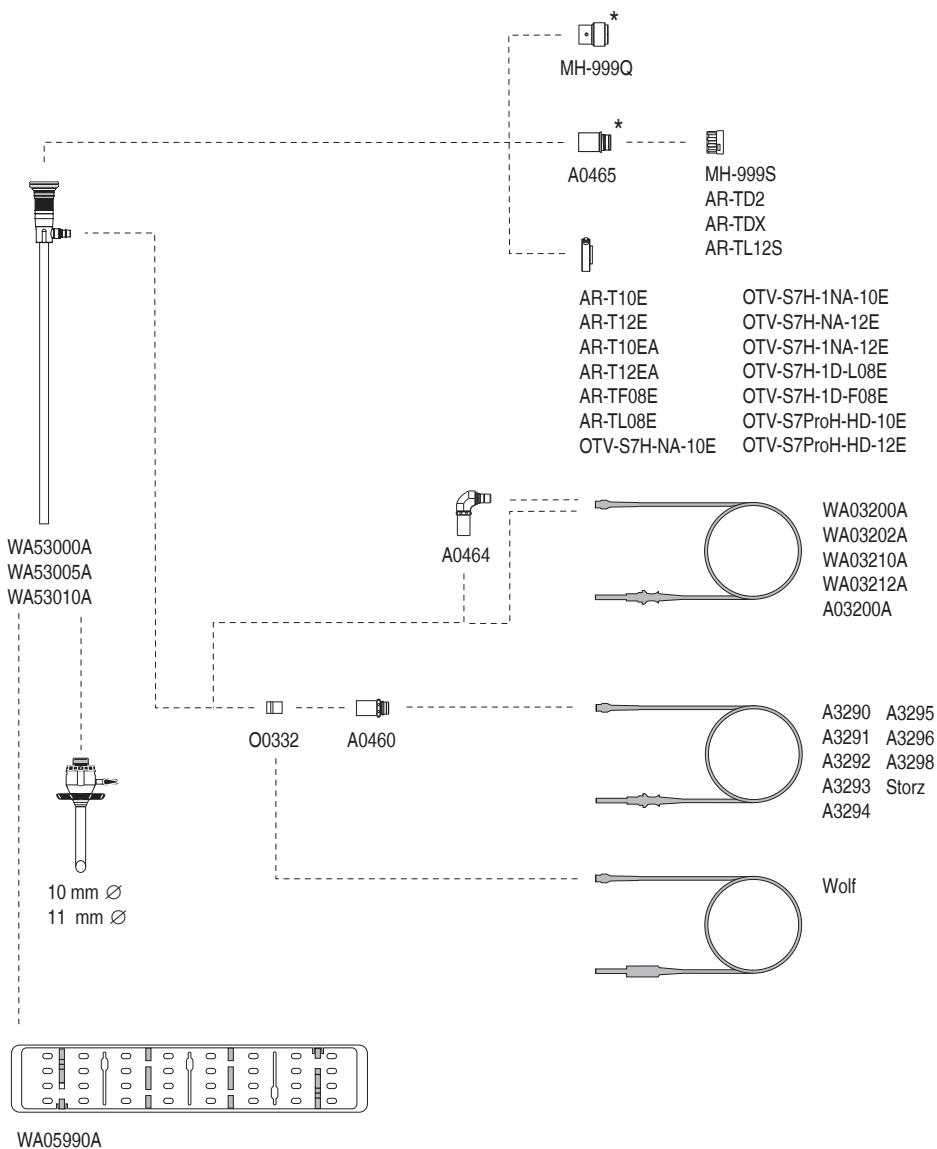 *
MH-999Q
*
A0465
MH-999S
AR-TD2
AR-TDX
AR-TL12S
AR-T10E
AR-T12E
AR-T10EA
AR-T12EA
AR-TF08E
AR-TL08E
OTV-S7H-NA-10E
OTV-S7H-1NA-10E
OTV-S7H-NA-12E
OTV-S7H-1NA-12E
OTV-S7H-1D-L08E
OTV-S7H-1D-F08E
OTV-S7ProH-HD-10E
OTV-S7ProH-HD-12E
WA53000A
WA53005A
WA53010A
A0464
WA03200A
WA03202A
WA03210A
WA03212A
A03200A
O0332
A0460
A3290 A3295
A3291 A3296
A3292 A3298
A3293 Storz
A3294
10 mm ∅
11 mm ∅
Wolf
WA05990A